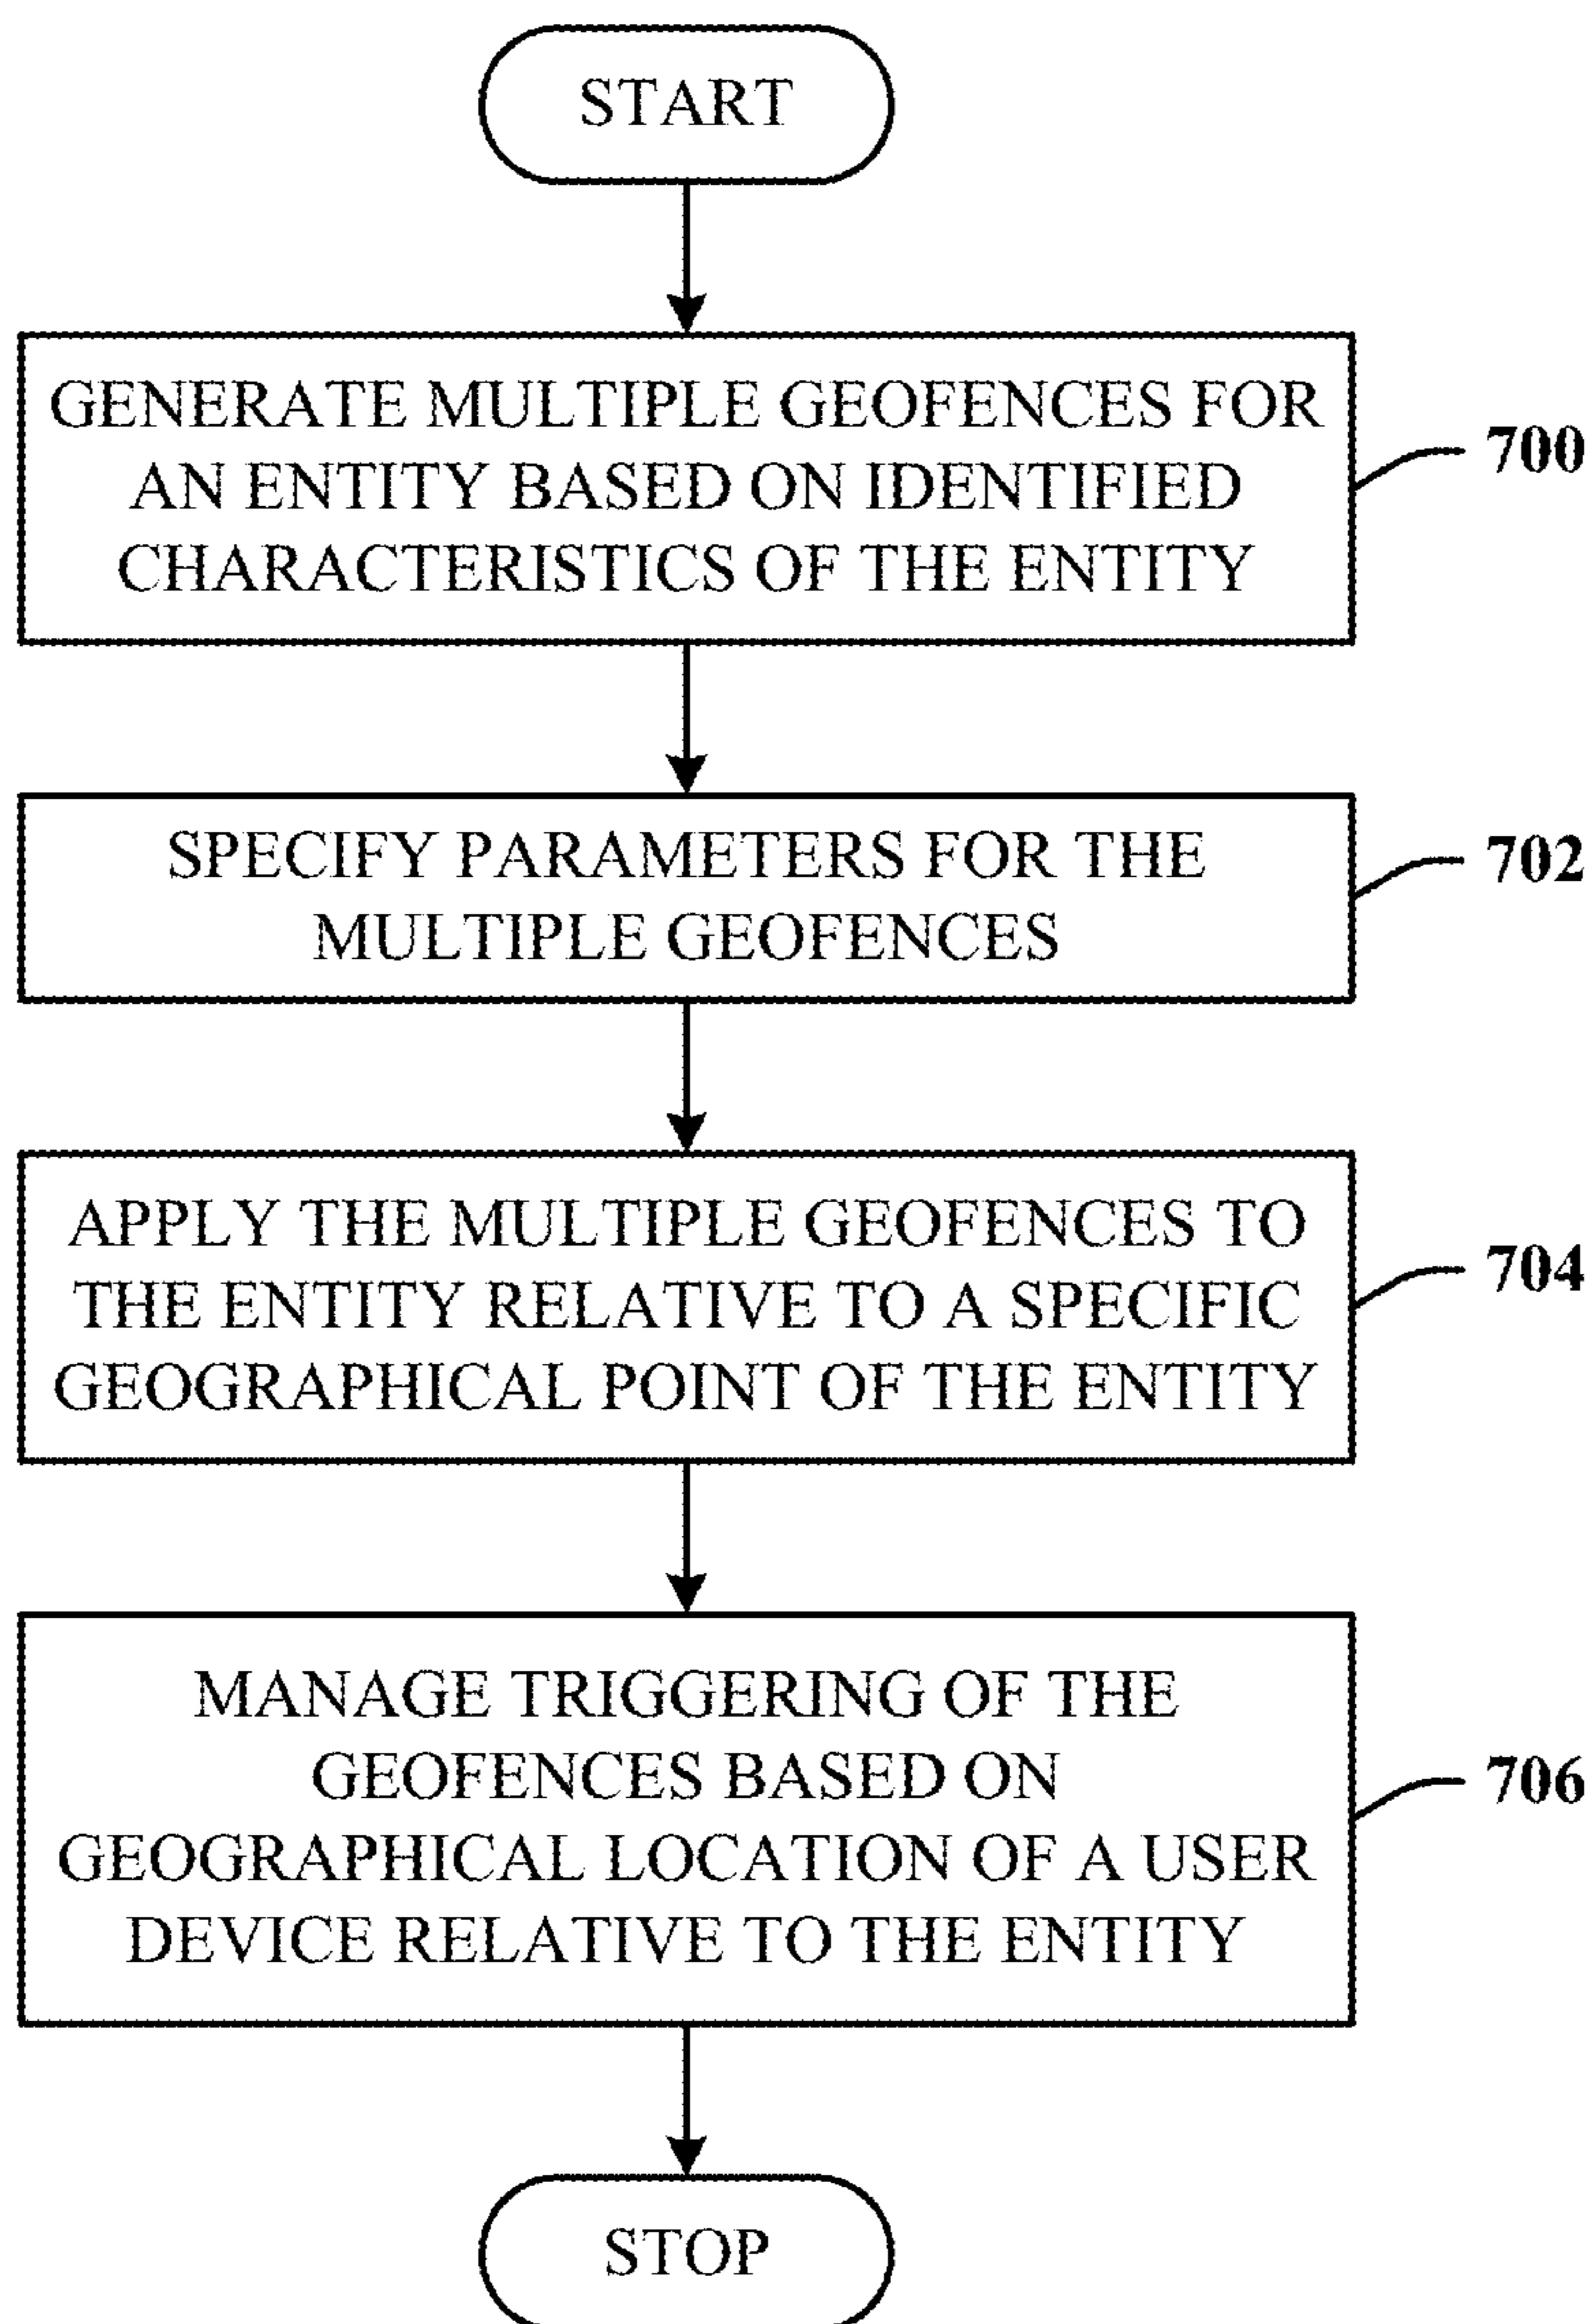 START
GENERATE MULTIPLE GEOFENCES FOR
AN ENTITY BASED ON IDENTIFIED
CHARACTERISTICS OF THE ENTITY
700
SPECIFY PARAMETERS FOR THE
MULTIPLE GEOFENCES
702
APPLY THE MULTIPLE GEOFENCES TO
THE ENTITY RELATIVE TO A SPECIFIC
GEOGRAPHICAL POINT OF THE ENTITY
704
MANAGE TRIGGERING OF THE
GEOFENCES BASED ON
GEOGRAPHICAL LOCATION OF A USER
DEVICE RELATIVE TO THE ENTITY
706
STOP